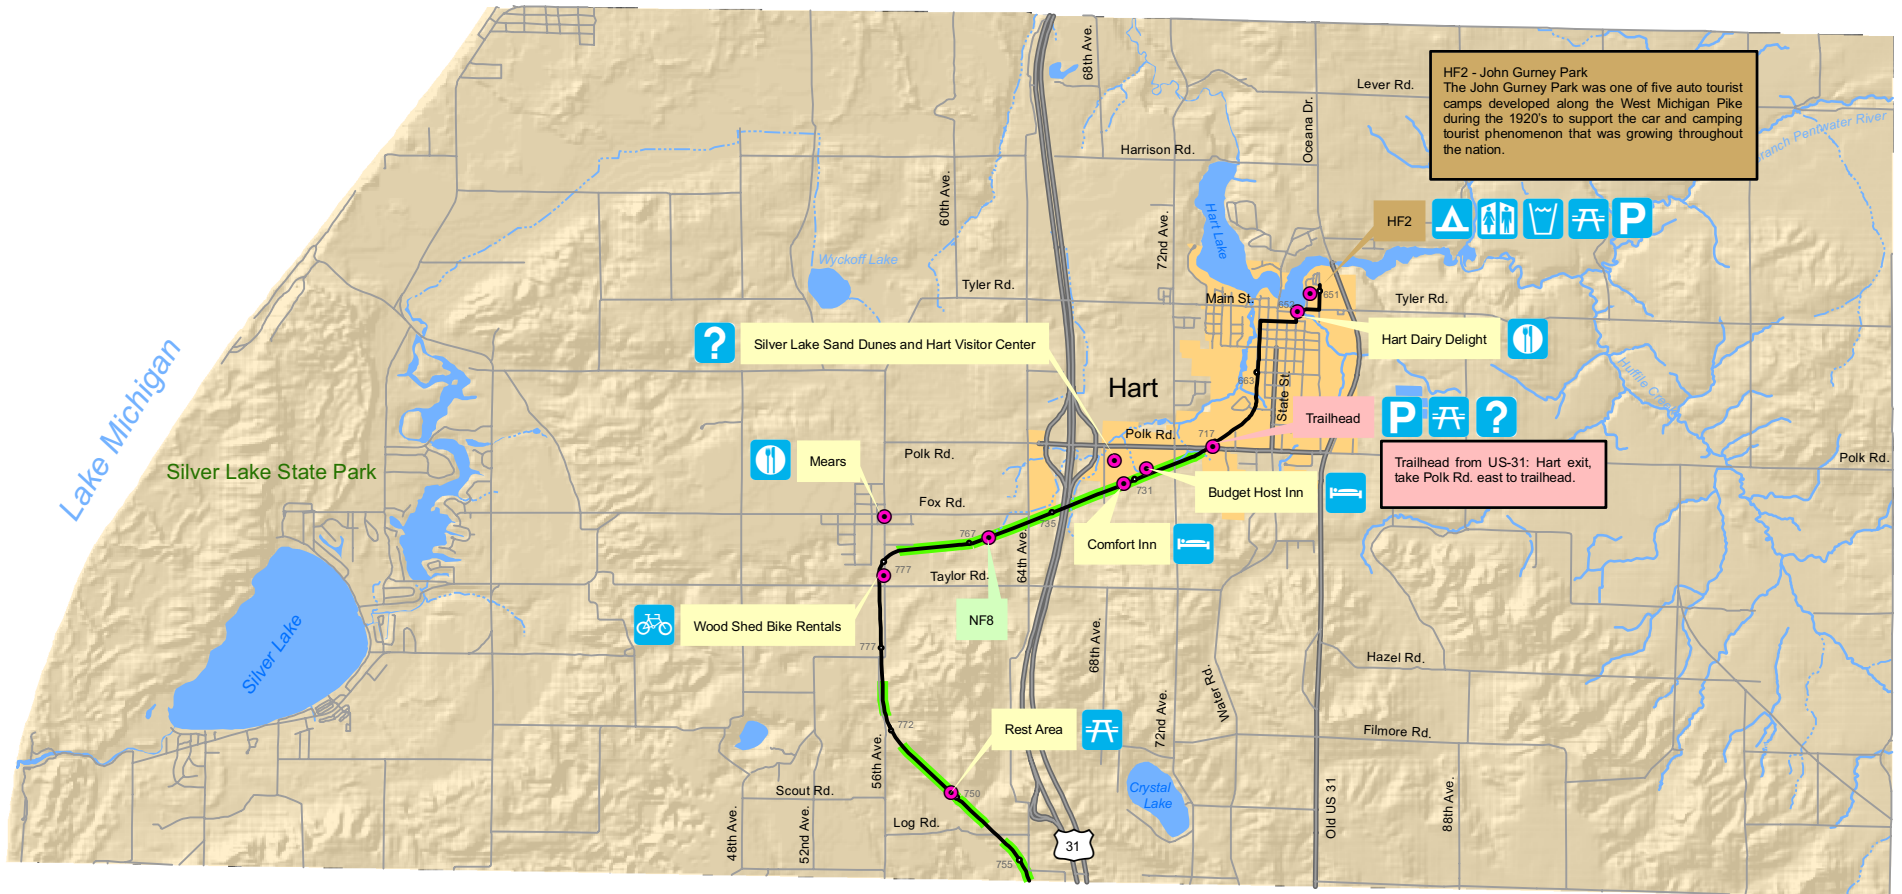 68th Ave.
Lever Rd.
Oceana Dr.
HF2 - John Gurney Park
The John Gurney Park was one of five auto tourist
camps developed along the West Michigan Pike
during the 1920's to support the car and camping
tourist phenomenon that was growing throughout
the nation.
ranch Pentwater River
Harrison Rd.
60th Ave.
72nd Ave.
Hart Lake
HF2
P
Wyckoff Lake
Tyler Rd.
Main St.
652
651
Tyler Rd.
?
Silver Lake Sand Dunes and Hart Visitor Center
Hart Dairy Delight
Lake Michigan
Hart
663
State St.
Trailhead
P
?
Polk Rd.
717
Silver Lake State Park
Mears
Polk Rd.
Trailhead from US-31: Hart exit,
take Polk Rd. east to trailhead.
Polk Rd.
Fox Rd.
731
Budget Host Inn
735
767
Comfort Inn
64th Ave.
777
Taylor Rd.
NF8
Wood Shed Bike Rentals
777
68th Ave.
Hazel Rd.
Silver Lake
Water Rd.
772
Rest Area
72nd Ave.
Filmore Rd.
56th Ave.
Scout Rd.
750
Crystal
Lake
48th Ave.
52nd Ave.
Log Rd.
Old US 31
88th Ave.
31
755